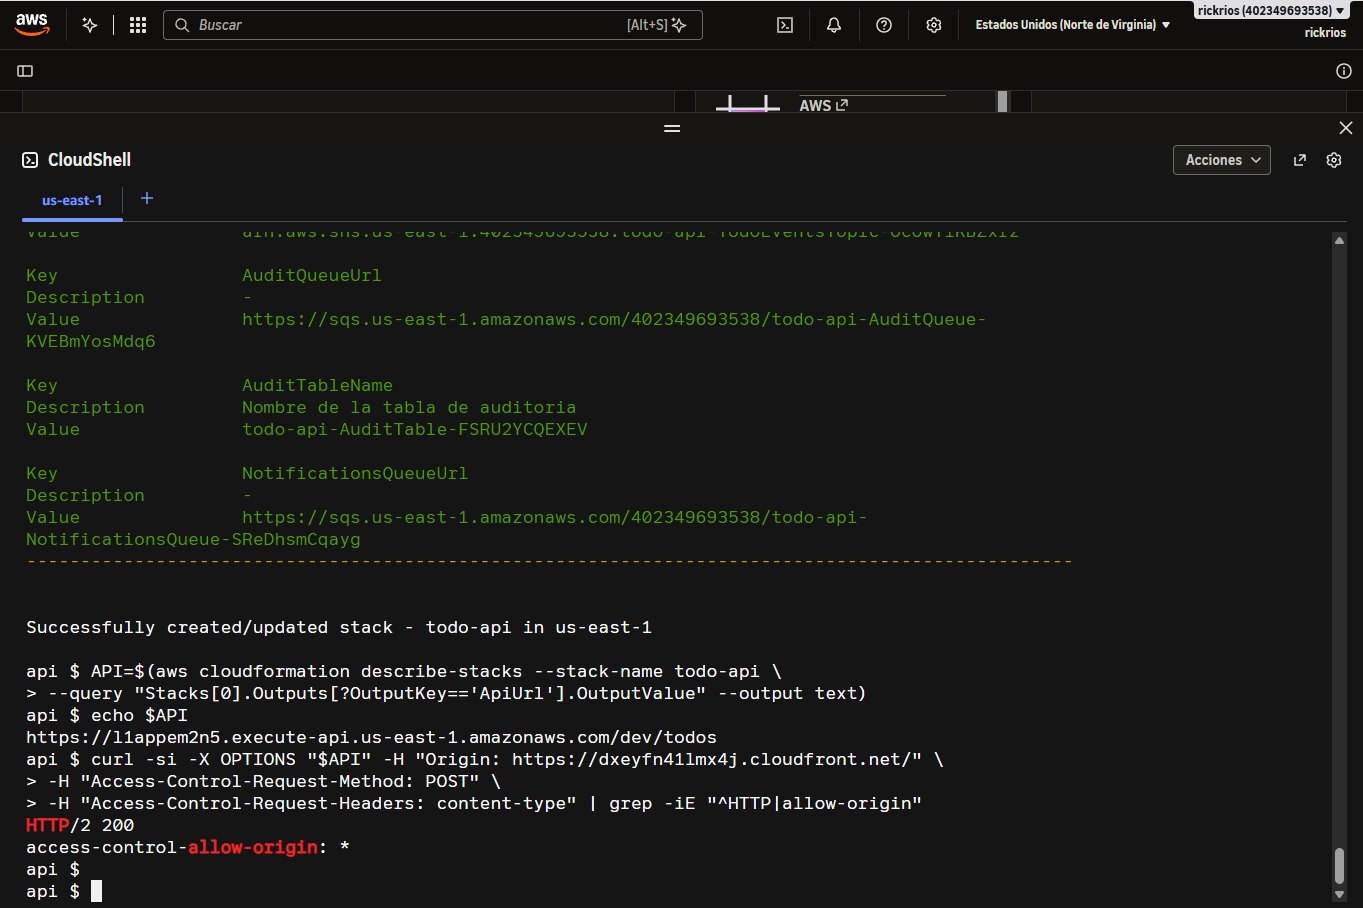 aws
Buscar
[Alt+S]
Estados Unidos (Norte de Virginia)
rickrios (402349693538)
rickrios
AWS
CloudShell
Acciones
us-east-1
+
Value
Key AuditQueueUrl
Description -
Value https://sqs.us-east-1.amazonaws.com/402349693538/todo-api-AuditQueue-
KVEBmYosMdq6
Key AuditTableName
Description Nombre de la tabla de auditoria
Value todo-api-AuditTable-FSRU2YCQEXEV
Key NotificationsQueueUrl
Description -
Value https://sqs.us-east-1.amazonaws.com/402349693538/todo-api-
NotificationsQueue-SReDhsmCqayg
-------------------------------------------------------------------------------------------------
Successfully created/updated stack - todo-api in us-east-1
api $ API=$(aws cloudformation describe-stacks --stack-name todo-api \
> --query "Stacks[0].Outputs[?OutputKey=='ApiUrl'].OutputValue" --output text)
api $ echo $API
https://l1appem2n5.execute-api.us-east-1.amazonaws.com/dev/todos
api $ curl -si -X OPTIONS "$API" -H "Origin: https://dxeyfn41lmx4j.cloudfront.net/" \
> -H "Access-Control-Request-Method: POST" \
> -H "Access-Control-Request-Headers: content-type" | grep -iE "^HTTP|allow-origin"
HTTP/2 200
access-control-allow-origin: *
api $
api $